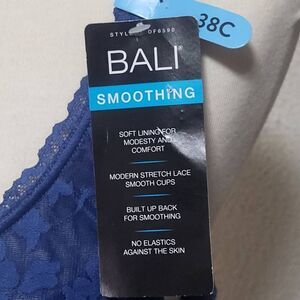 STYLE DF6590
38C
BALI®
SMOOTHING
SOFT LINING FOR
MODESTY AND
COMFORT
MODERN STRETCH LACE
SMOOTH CUPS
BUILT UP BACK
FOR SMOOTHING
NO ELASTICS
AGAINST THE SKIN